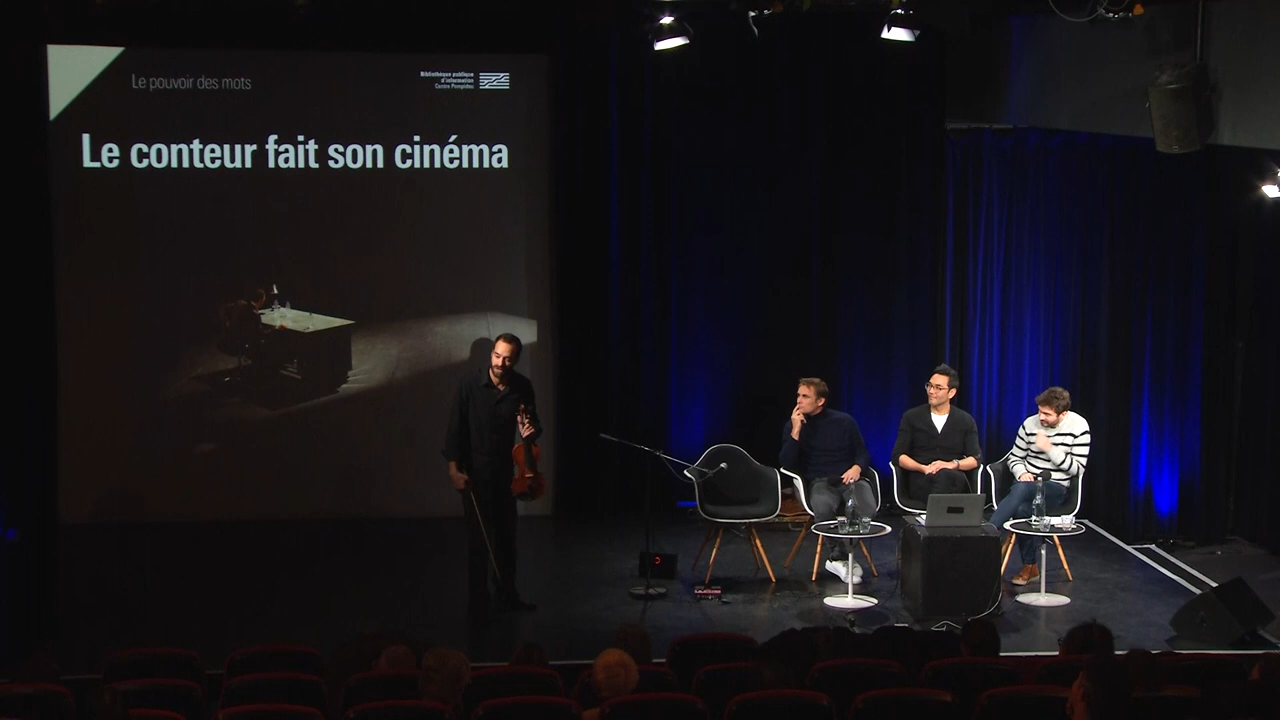 Le pouvoir des mots
Bibliothèque publique
d'information
Centre Pompidou
Le conteur fait son cinéma